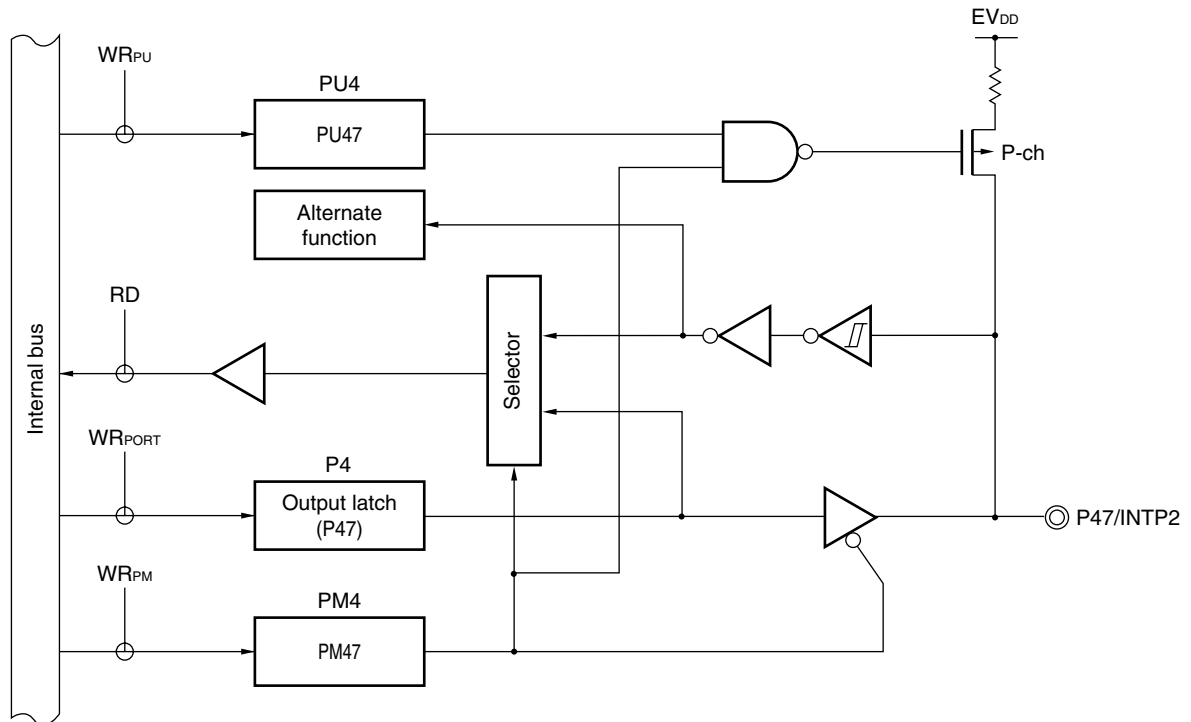 EVDD
WRPU
PU4
PU47
P-ch
Alternate
function
RD
Selector
Internal bus
WRPORT
P4
Output latch
(P47)
P47/INTP2
WRPM
PM4
PM47